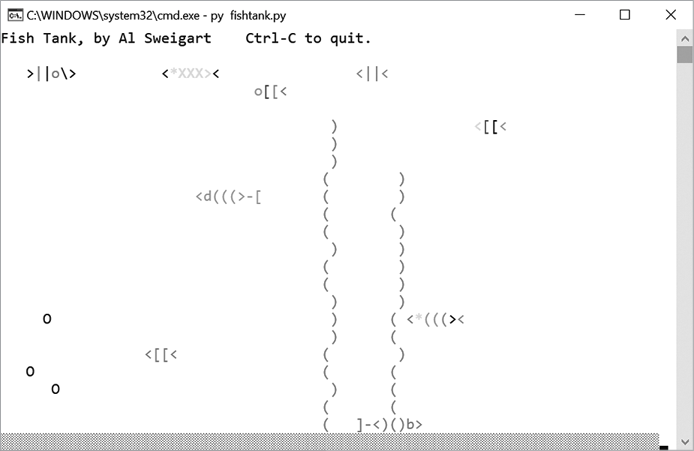 C:\WINDOWS\system32\cmd.exe - py fishtank.py
Fish Tank, by Al Sweigart    Ctrl-C to quit.
>||o\>          <*XXX><                <||<
o[[<
)                <[[<
)
)
(        )
<d(((>-[       (        )
(       (
)       )
(       )
(       )
)       )
O                                 )      ( <*(((><
)      (
<[[<                 (        )
O                                   (       (
O                                )      (
(       (
(   ]-<)()b>